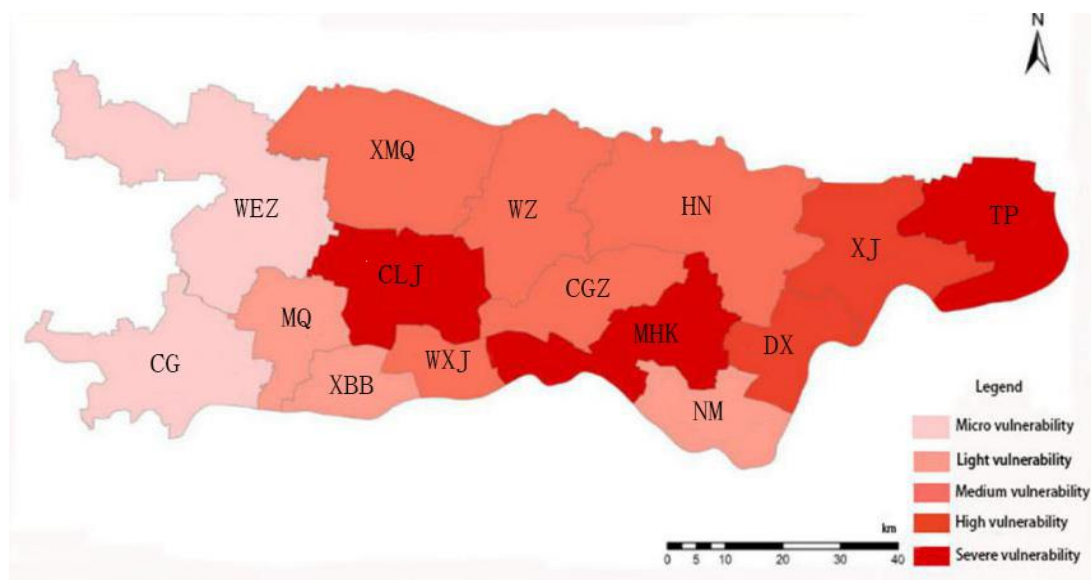 N
XMQ
WEZ
WZ
HN
TP
XJ
CLJ
CGZ
MQ
MHK
DX
CG
WXJ
XBB
NM
Legend
Micro vulnerability
Light vulnerability
Medium vulnerability
High vulnerability
Severe vulnerability
km
0 5 10 20 30 40